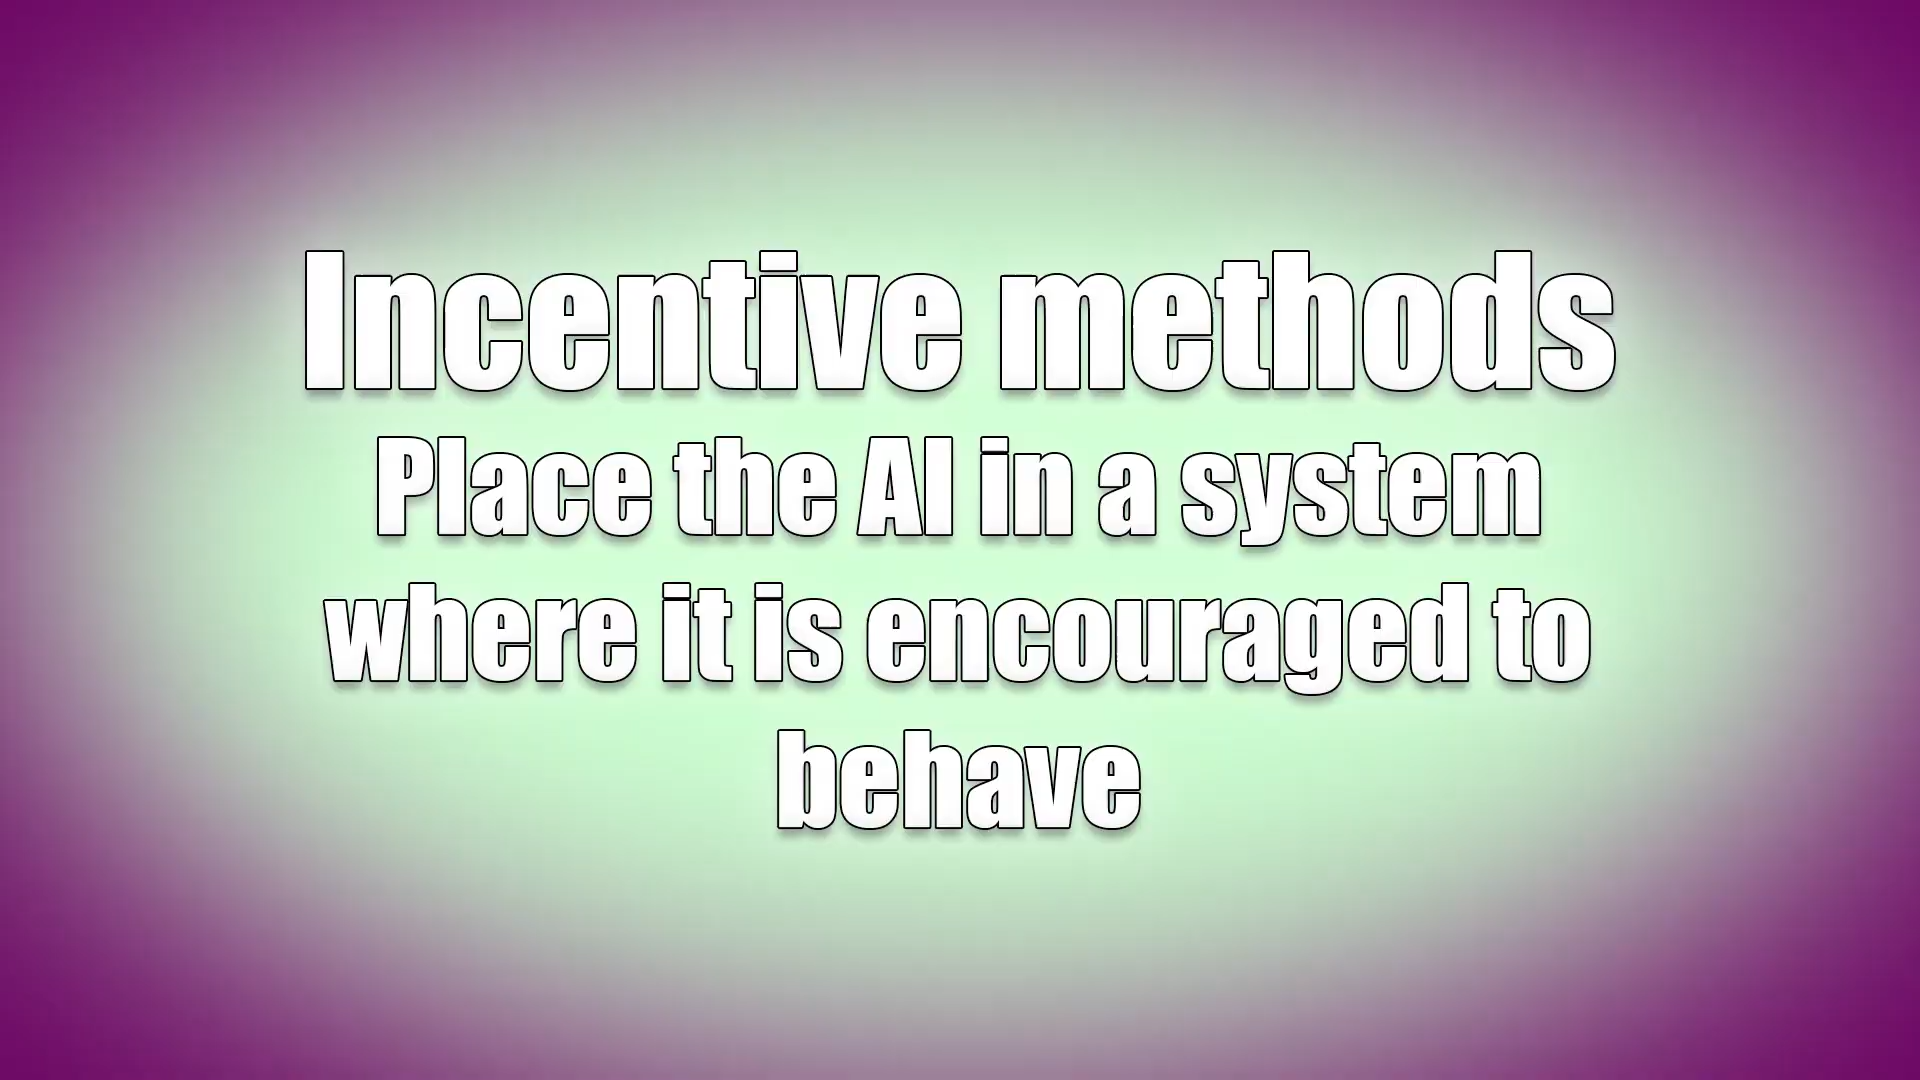 Incentive methods
Place the AI in a system
where it is encouraged to
behave